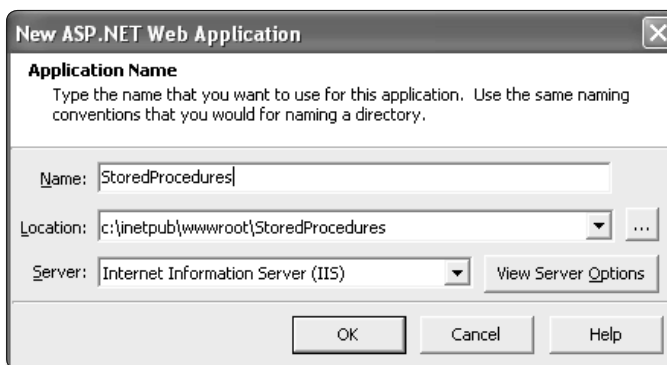 New ASP.NET Web Application
Application Name
Type the name that you want to use for this application. Use the same naming
conventions that you would for naming a directory.
Name: StoredProcedures
Location: c:\inetpub\wwwroot\StoredProcedures ...
Server: Internet Information Server (IIS) View Server Options
OK Cancel Help